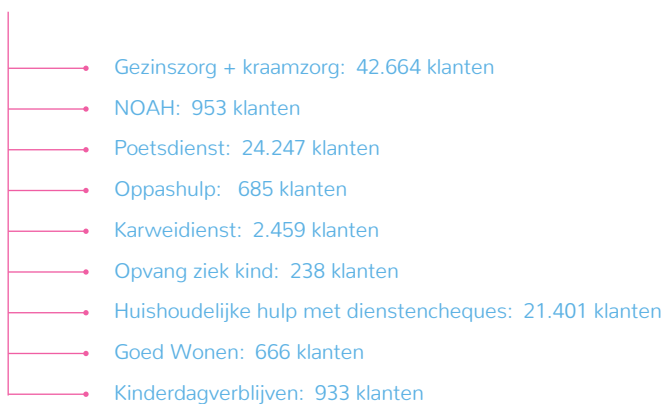 Gezinszorg + kraamzorg: 42.664 klanten
NOAH: 953 klanten
Poetsdienst: 24.247 klanten
Oppashulp: 685 klanten
Karweidienst: 2.459 klanten
Opvang ziek kind: 238 klanten
Huishoudelijke hulp met dienstencheques: 21.401 klanten
Goed Wonen: 666 klanten
Kinderdagverblijven: 933 klanten